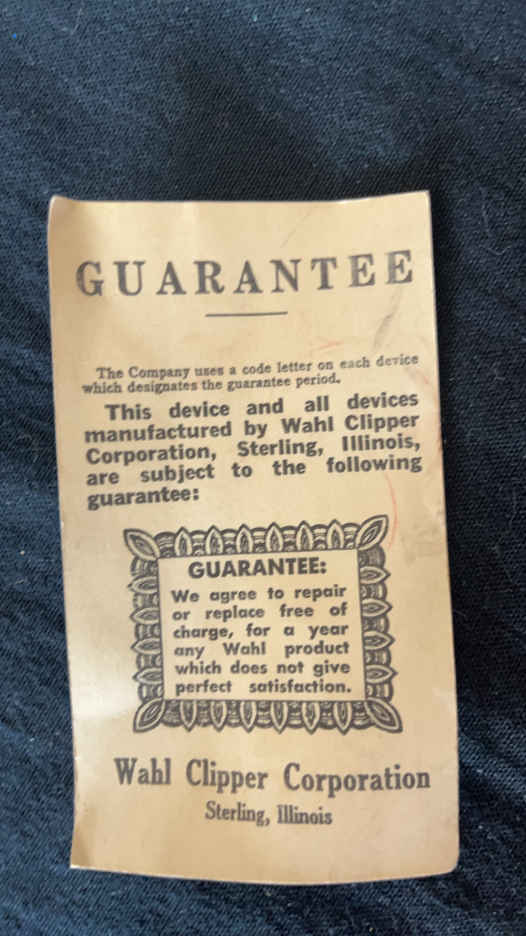 GUARANTEE
The Company uses a code letter on each device
which designates the guarantee period.
This device and all devices
manufactured by Wahl Clipper
Corporation, Sterling, Illinois,
are subject to the following
guarantee:
GUARANTEE:
We agree to repair
or replace free of
charge, for a year
any Wahl product
which does not give
perfect satisfaction.
Wahl Clipper Corporation
Sterling, Illinois